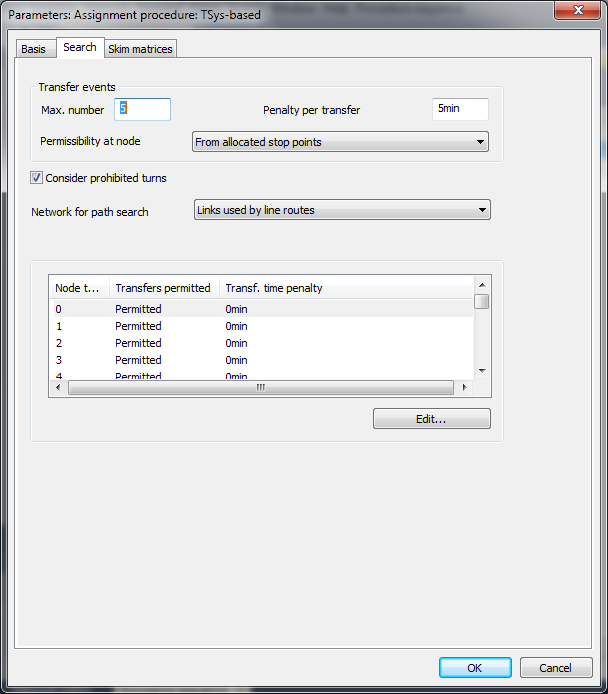 Parameters: Assignment procedure: TSys-based
Basis Search Skim matrices
Transfer events
Max. number 5 Penalty per transfer 5min
Permissibility at node From allocated stop points
Consider prohibited turns
Network for path search Links used by line routes
Node t... Transfers permitted Transf. time penalty
0 Permitted 0min
1 Permitted 0min
2 Permitted 0min
3 Permitted 0min
4 Permitted 0min
Edit...
OK Cancel